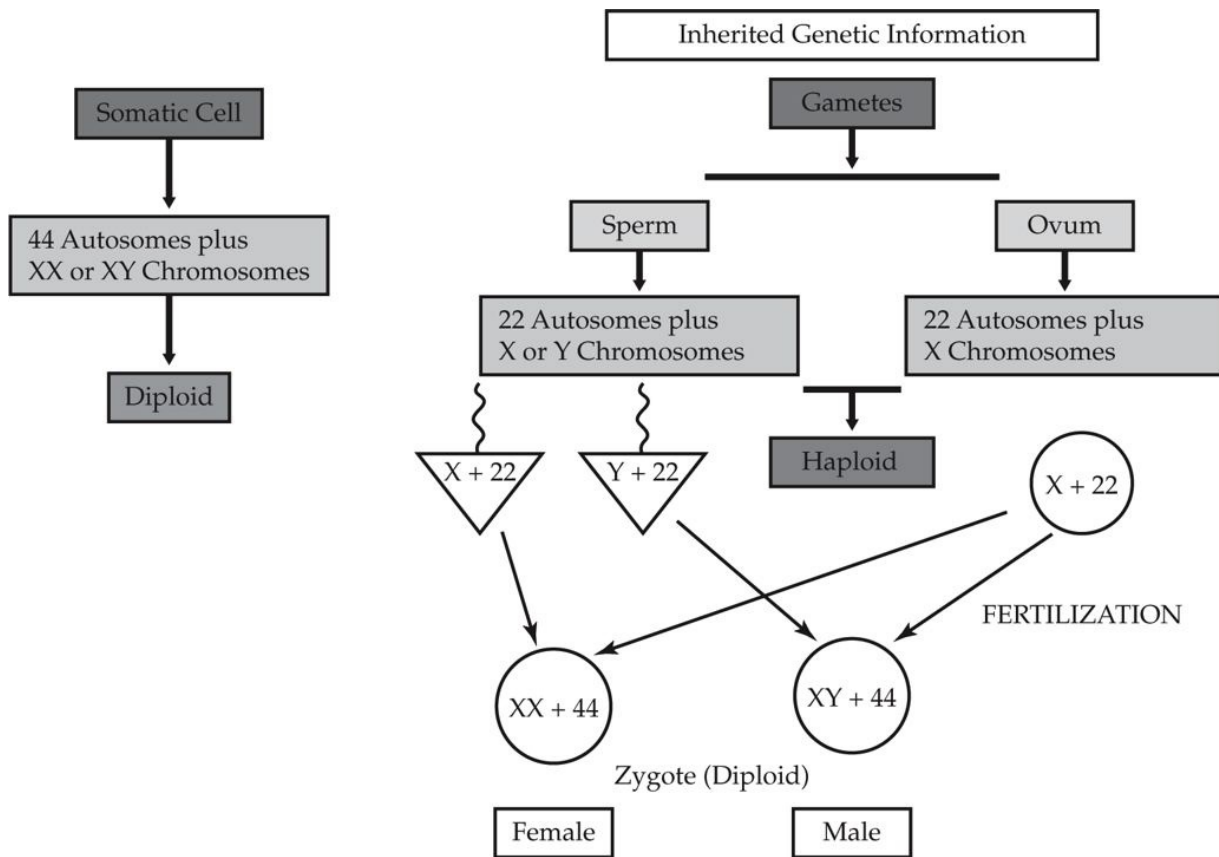 Inherited Genetic Information
Somatic Cell
44 Autosomes plus
XX or XY Chromosomes
Diploid
Gametes
Sperm
Ovum
22 Autosomes plus
X or Y Chromosomes
22 Autosomes plus
X Chromosomes
Haploid
X + 22
Y + 22
X + 22
FERTILIZATION
XX + 44
XY + 44
Zygote (Diploid)
Female
Male